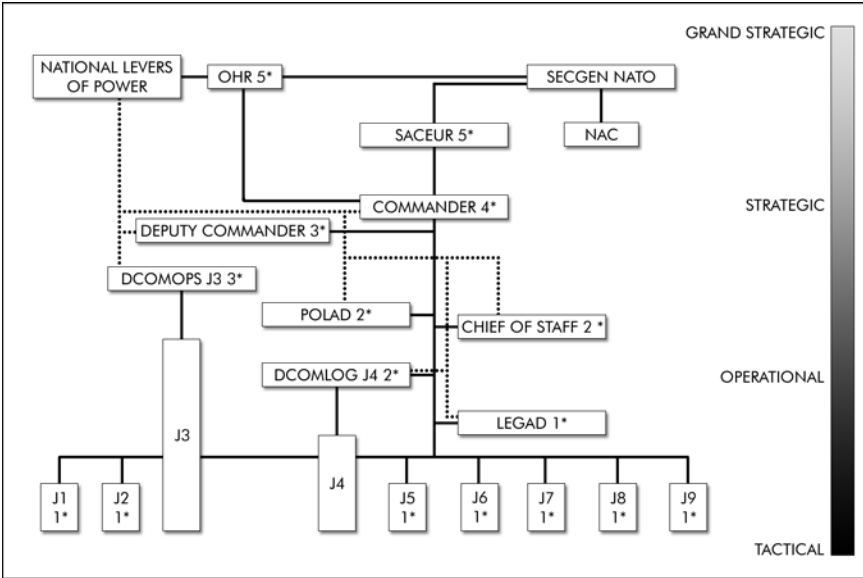 GRAND STRATEGIC
NATIONAL LEVERS
OF POWER
OHR 5*
SECGEN NATO
SACEUR 5*
NAC
COMMANDER 4*
STRATEGIC
DEPUTY COMMANDER 3*
DCOMOPS J3 3*
POLAD 2*
CHIEF OF STAFF 2 *
DCOMLOG J4 2*
OPERATIONAL
LEGAD 1*
J3
J4
J1
1*
J2
1*
J5
1*
J6
1*
J7
1*
J8
1*
J9
1*
TACTICAL